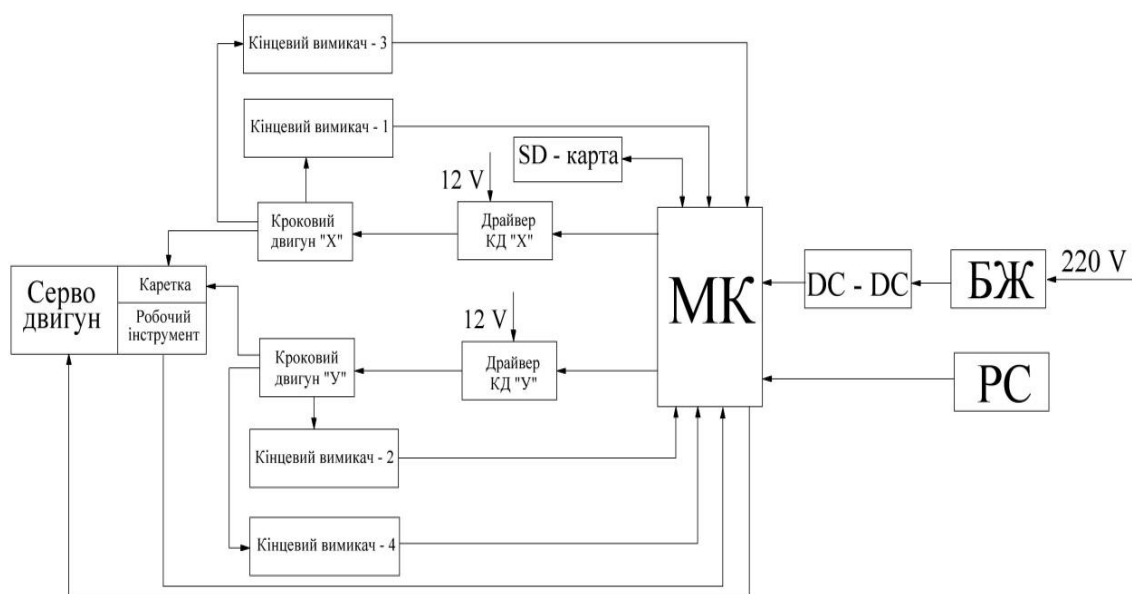 Кінцевий вимикач - 3
Кінцевий вимикач - 1
SD - карта
12 V
Кроковий
двигун "Х"
Драйвер
КД "Х"
МК
DC - DC
БЖ
220 V
Серво
двигун
Каретка
Робочий
інструмент
12 V
Кроковий
двигун "У"
Драйвер
КД "У"
PC
Кінцевий вимикач - 2
Кінцевий вимикач - 4